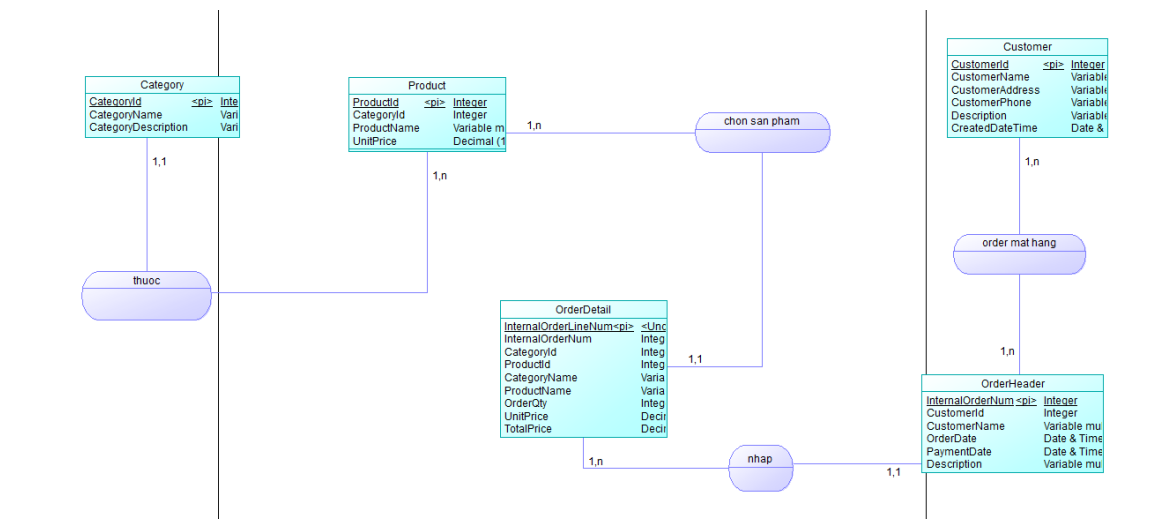 Category
CategoryId <pi> Inte
CategoryName Vari
CategoryDescription Vari
1,1
thuoc
Product
ProductId <pi> Integer
CategoryId Integer
ProductName Variable m
UnitPrice Decimal (1
1,n
1,n
chon san pham
Customer
CustomerId <pi> Integer
CustomerName Variable
CustomerAddress Variable
CustomerPhone Variable
Description Variable
CreatedDateTime Date &
1,n
order mat hang
1,n
OrderDetail
InternalOrderLineNum <pi> <Und
InternalOrderNum Integ
CategoryId Integ
ProductId Integ
CategoryName Varia
ProductName Varia
OrderQty Integ
UnitPrice Decir
TotalPrice Decir
1,1
1,n
nhap
1,1
OrderHeader
InternalOrderNum <pi> Integer
CustomerId Integer
CustomerName Variable mu
OrderDate Date & Time
PaymentDate Date & Time
Description Variable mu